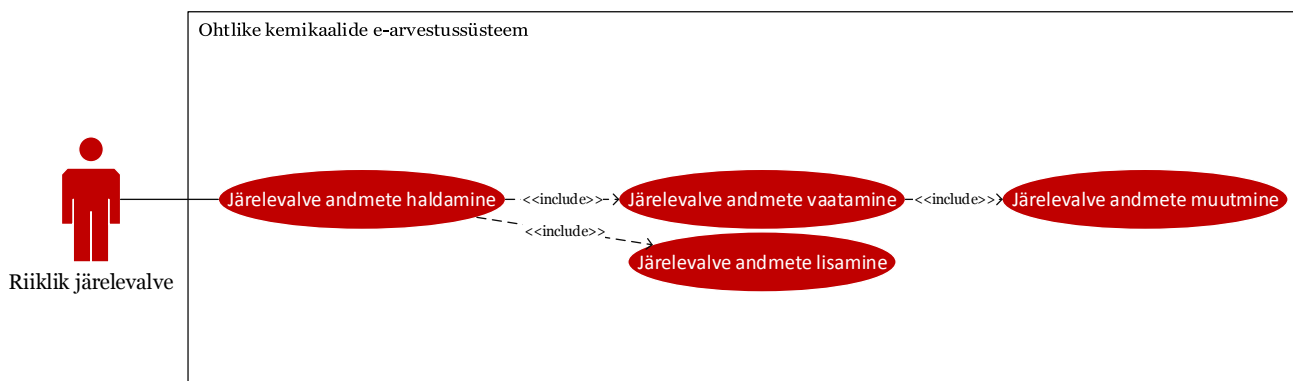 Ohtlike kemikaalide e-arvestussüsteem
Järelevalve andmete haldamine
<<include>>
Järelevalve andmete vaatamine
<<include>>
Järelevalve andmete muutmine
<<include>>
Järelevalve andmete lisamine
Riiklik järelevalve